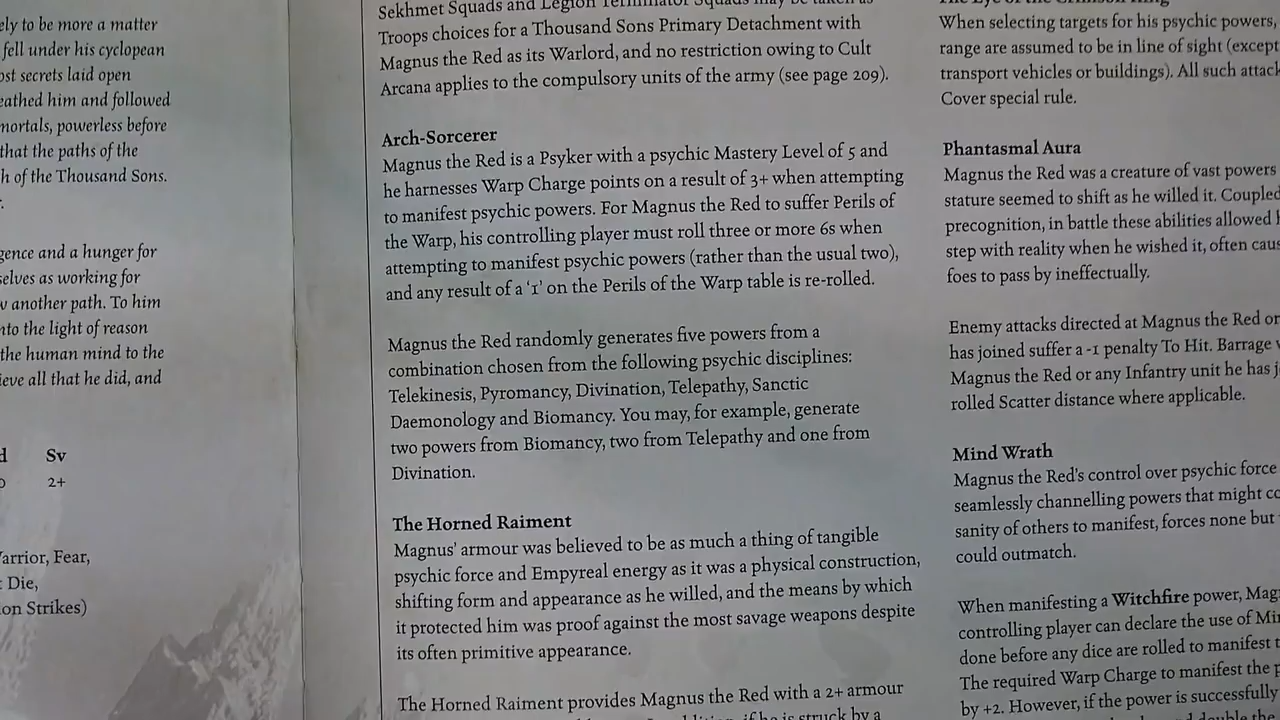 ely to be more a matter
fell under his cyclopean
ost secrets laid open
eathed him and followed
mortals, powerless before
that the paths of the
h of the Thousand Sons.
gence and a hunger for
selves as working for
w another path. To him
nto the light of reason
the human mind to the
ieve all that he did, and
d Sv
2+
Warrior, Fear,
Die,
on Strikes)
Sekhmet Squads and Legion Terminator Squads may be taken as
Troops choices for a Thousand Sons Primary Detachment with
Magnus the Red as its Warlord, and no restriction owing to Cult
Arcana applies to the compulsory units of the army (see page 209).
Arch-Sorcerer
Magnus the Red is a Psyker with a psychic Mastery Level of 5 and
he harnesses Warp Charge points on a result of 3+ when attempting
to manifest psychic powers. For Magnus the Red to suffer Perils of
the Warp, his controlling player must roll three or more 6s when
attempting to manifest psychic powers (rather than the usual two),
and any result of a '1' on the Perils of the Warp table is re-rolled.
Magnus the Red randomly generates five powers from a
combination chosen from the following psychic disciplines:
Telekinesis, Pyromancy, Divination, Telepathy, Sanctic
Daemonology and Biomancy. You may, for example, generate
two powers from Biomancy, two from Telepathy and one from
Divination.
The Horned Raiment
Magnus' armour was believed to be as much a thing of tangible
psychic force and Empyreal energy as it was a physical construction,
shifting form and appearance as he willed, and the means by which
it protected him was proof against the most savage weapons despite
its often primitive appearance.
The Horned Raiment provides Magnus the Red with a 2+ armour
if he is struck by a
The Eye of the Crimson King
When selecting targets for his psychic powers,
range are assumed to be in line of sight (except
transport vehicles or buildings). All such attack
Cover special rule.
Phantasmal Aura
Magnus the Red was a creature of vast powers
stature seemed to shift as he willed it. Coupled
precognition, in battle these abilities allowed h
step with reality when he wished it, often caus
foes to pass by ineffectually.
Enemy attacks directed at Magnus the Red or
has joined suffer a -1 penalty To Hit. Barrage w
Magnus the Red or any Infantry unit he has j
rolled Scatter distance where applicable.
Mind Wrath
Magnus the Red's control over psychic force
seamlessly channelling powers that might co
sanity of others to manifest, forces none but
could outmatch.
When manifesting a Witchfire power, Mag
controlling player can declare the use of Mi
done before any dice are rolled to manifest t
The required Warp Charge to manifest the p
by +2. However, if the power is successfully
double the